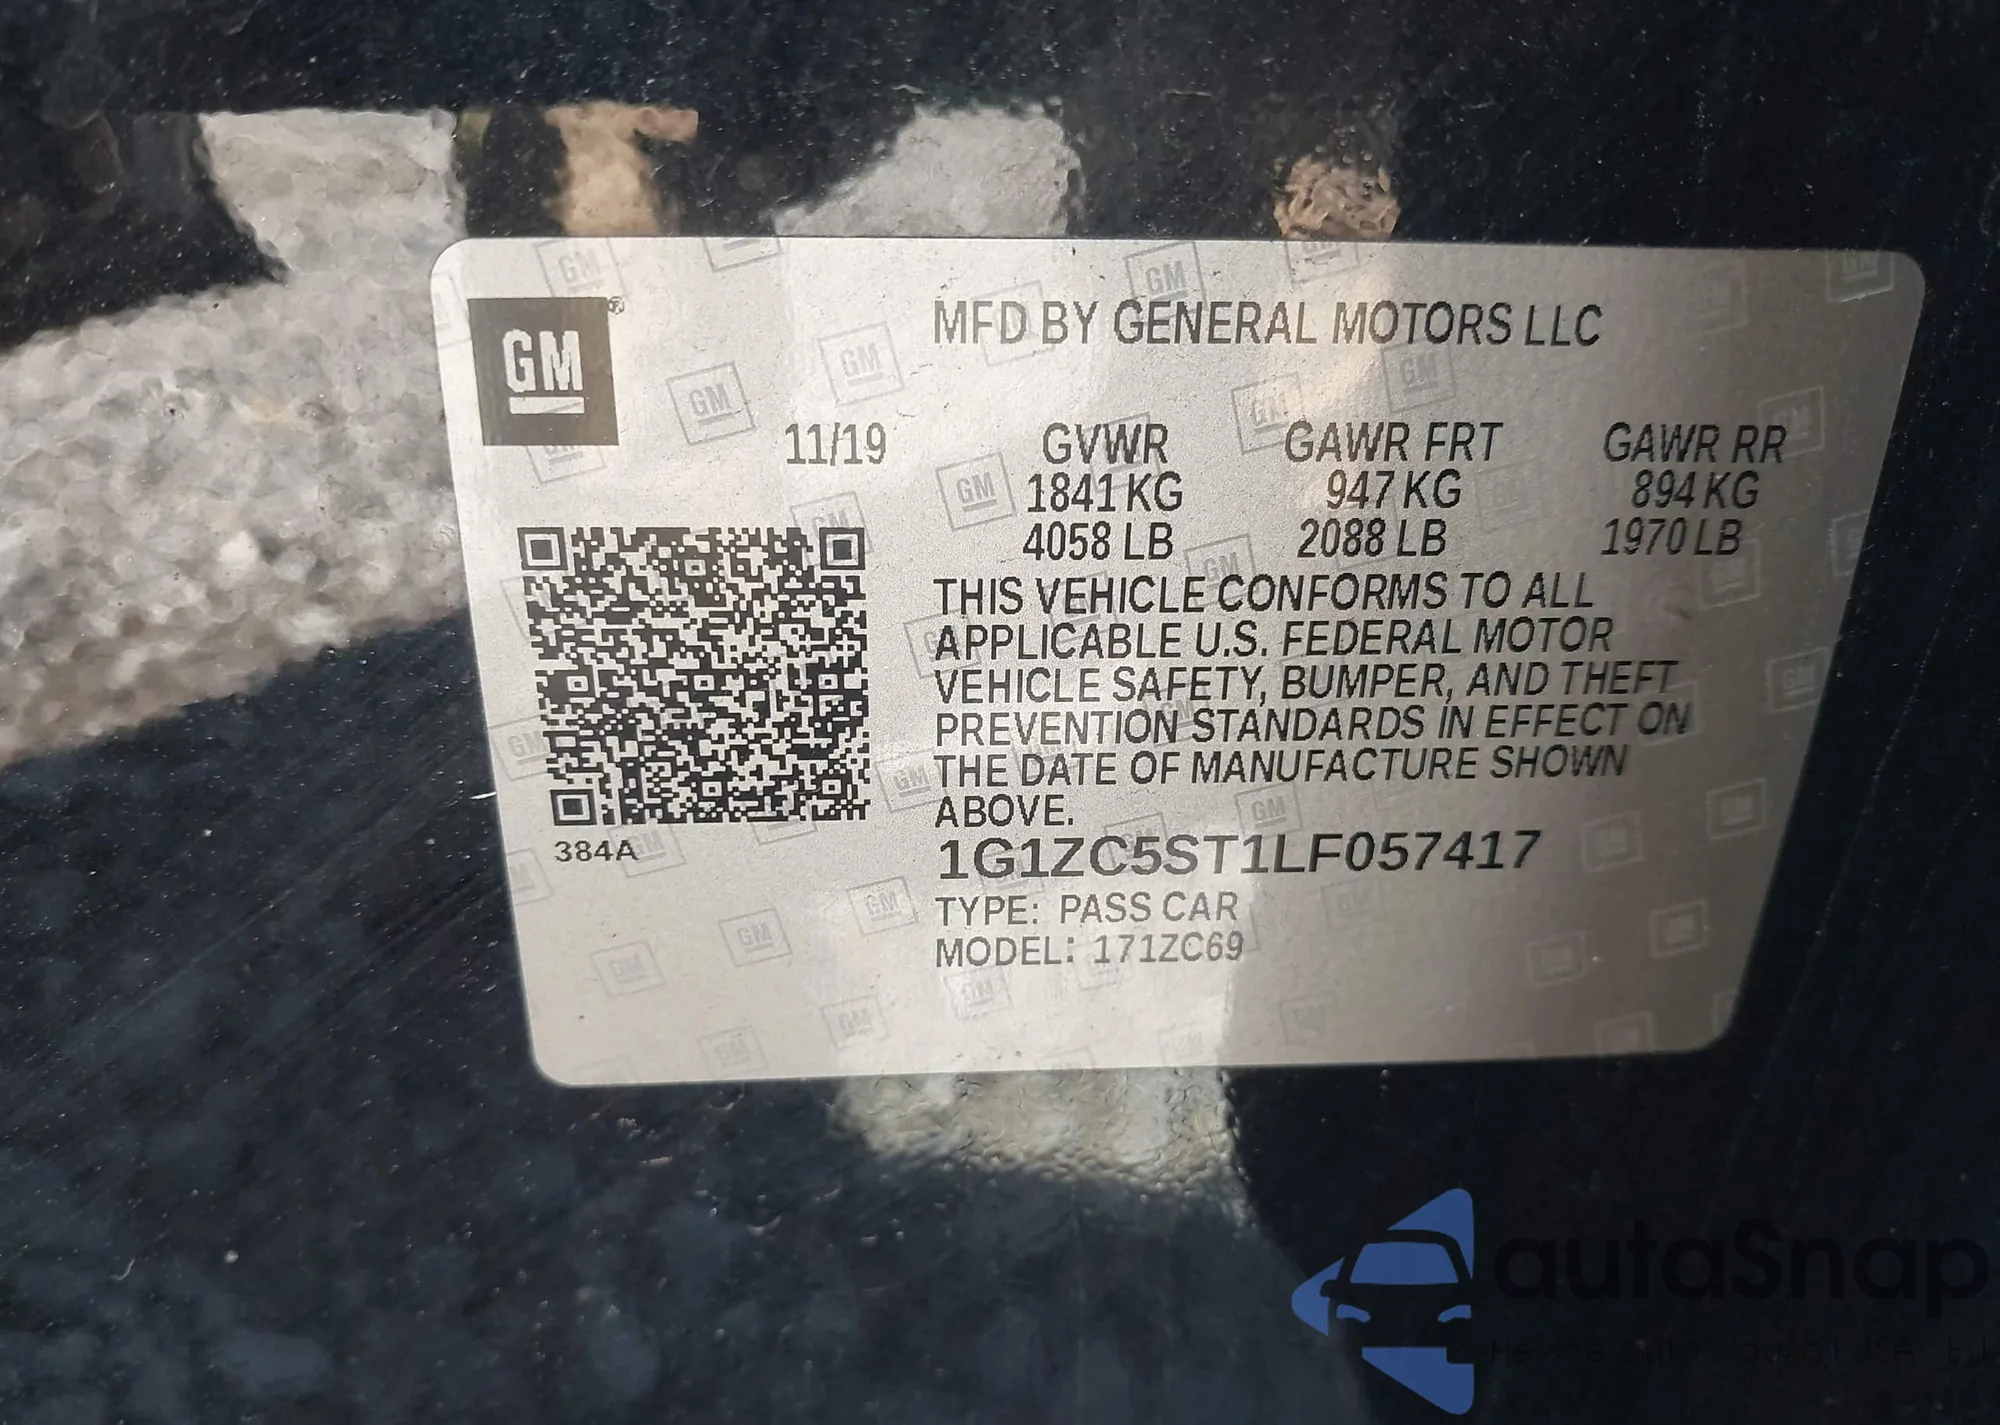 GM
MFD BY GENERAL MOTORS LLC
11/19 GVWR GAWR FRT GAWR RR
1841 KG 947 KG 894 KG
4058 LB 2088 LB 1970 LB
THIS VEHICLE CONFORMS TO ALL
APPLICABLE U.S. FEDERAL MOTOR
VEHICLE SAFETY, BUMPER, AND THEFT
PREVENTION STANDARDS IN EFFECT ON
THE DATE OF MANUFACTURE SHOWN
ABOVE.
384A
1G1ZC5ST1LF057417
TYPE: PASS CAR
MODEL: 171ZC69
autaSnap